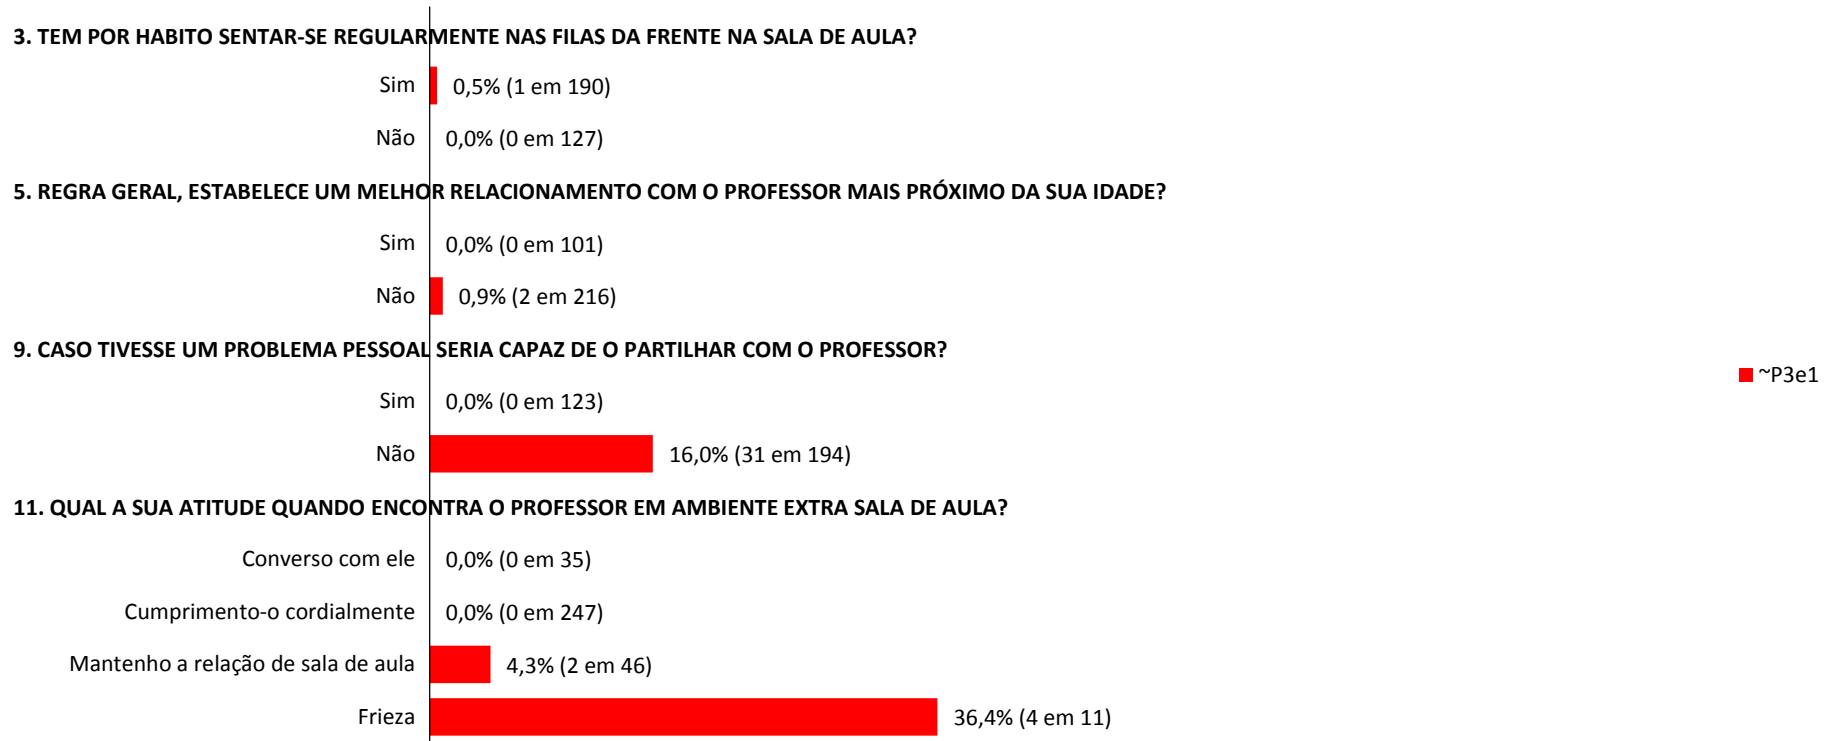 3. TEM POR HABITO SENTAR-SE REGULARMENTE NAS FILAS DA FRENTE NA SALA DE AULA?
Sim 0,5% (1 em 190)
Não 0,0% (0 em 127)
5. REGRA GERAL, ESTABELECE UM MELHOR RELACIONAMENTO COM O PROFESSOR MAIS PRÓXIMO DA SUA IDADE?
Sim 0,0% (0 em 101)
Não 0,9% (2 em 216)
9. CASO TIVESSE UM PROBLEMA PESSOAL SERIA CAPAZ DE O PARTILHAR COM O PROFESSOR?
Sim 0,0% (0 em 123)
Não 16,0% (31 em 194)
11. QUAL A SUA ATITUDE QUANDO ENCONTRA O PROFESSOR EM AMBIENTE EXTRA SALA DE AULA?
Converso com ele 0,0% (0 em 35)
Cumprimento-o cordialmente 0,0% (0 em 247)
Mantenho a relação de sala de aula 4,3% (2 em 46)
Frieza 36,4% (4 em 11)
~P3e1